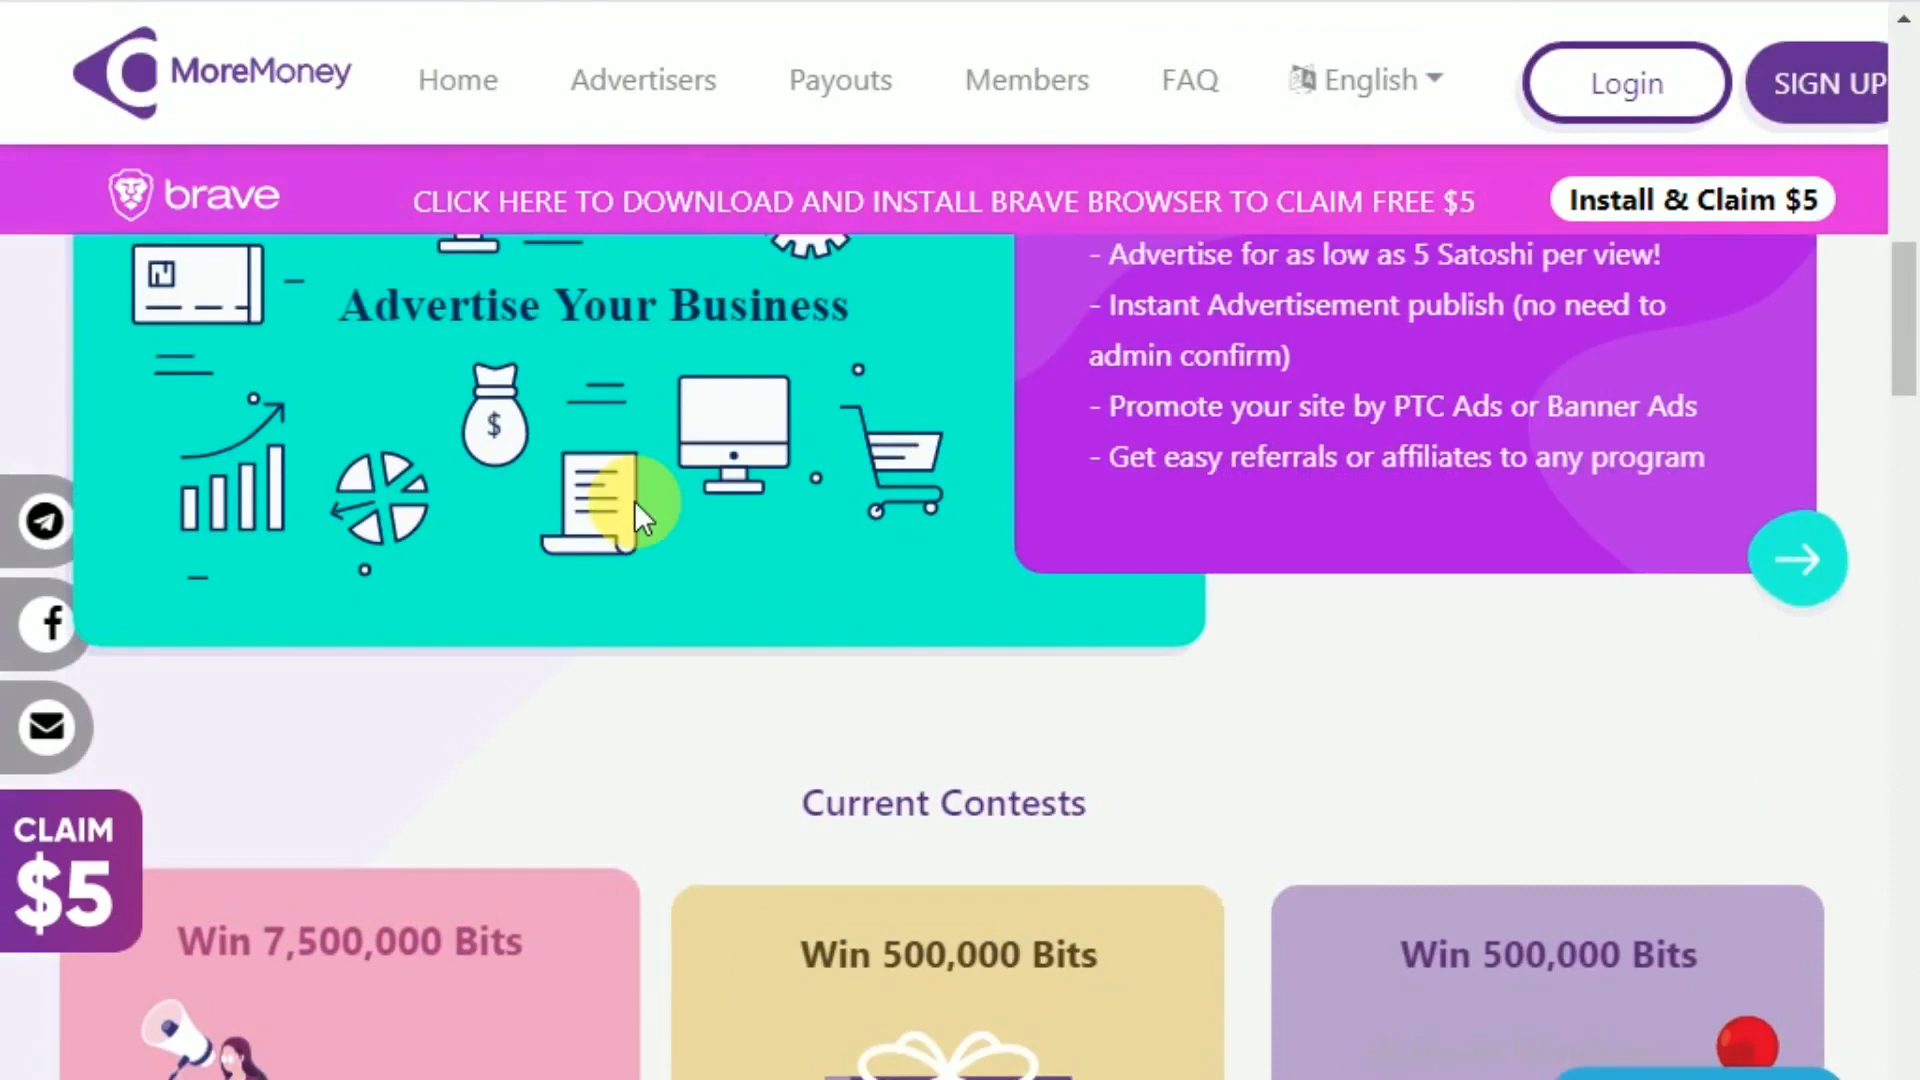 MoreMoney
Home
Advertisers
Payouts
Members
FAQ
English
Login
SIGN UP
brave
CLICK HERE TO DOWNLOAD AND INSTALL BRAVE BROWSER TO CLAIM FREE $5
Install & Claim $5
Advertise Your Business
$
- Advertise for as low as 5 Satoshi per view!
- Instant Advertisement publish (no need to
admin confirm)
- Promote your site by PTC Ads or Banner Ads
- Get easy referrals or affiliates to any program
Current Contests
CLAIM
$5
Win 7,500,000 Bits
Win 500,000 Bits
Win 500,000 Bits